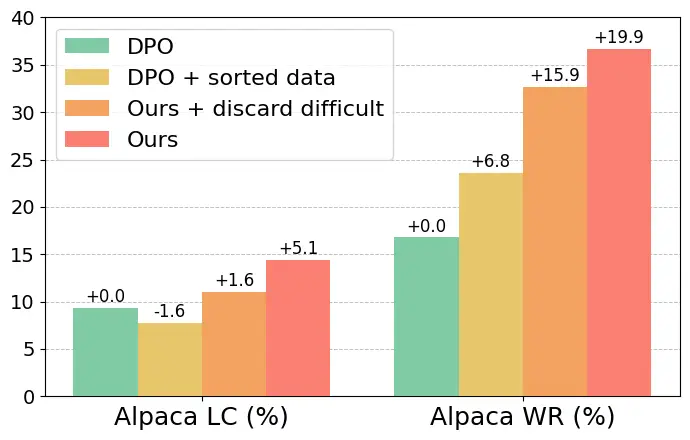 40
35
30
25
20
15
10
5
0
DPO
DPO + sorted data
Ours + discard difficult
Ours
+0.0
-1.6
+1.6
+5.1
+0.0
+6.8
+15.9
+19.9
Alpaca LC (%)
Alpaca WR (%)